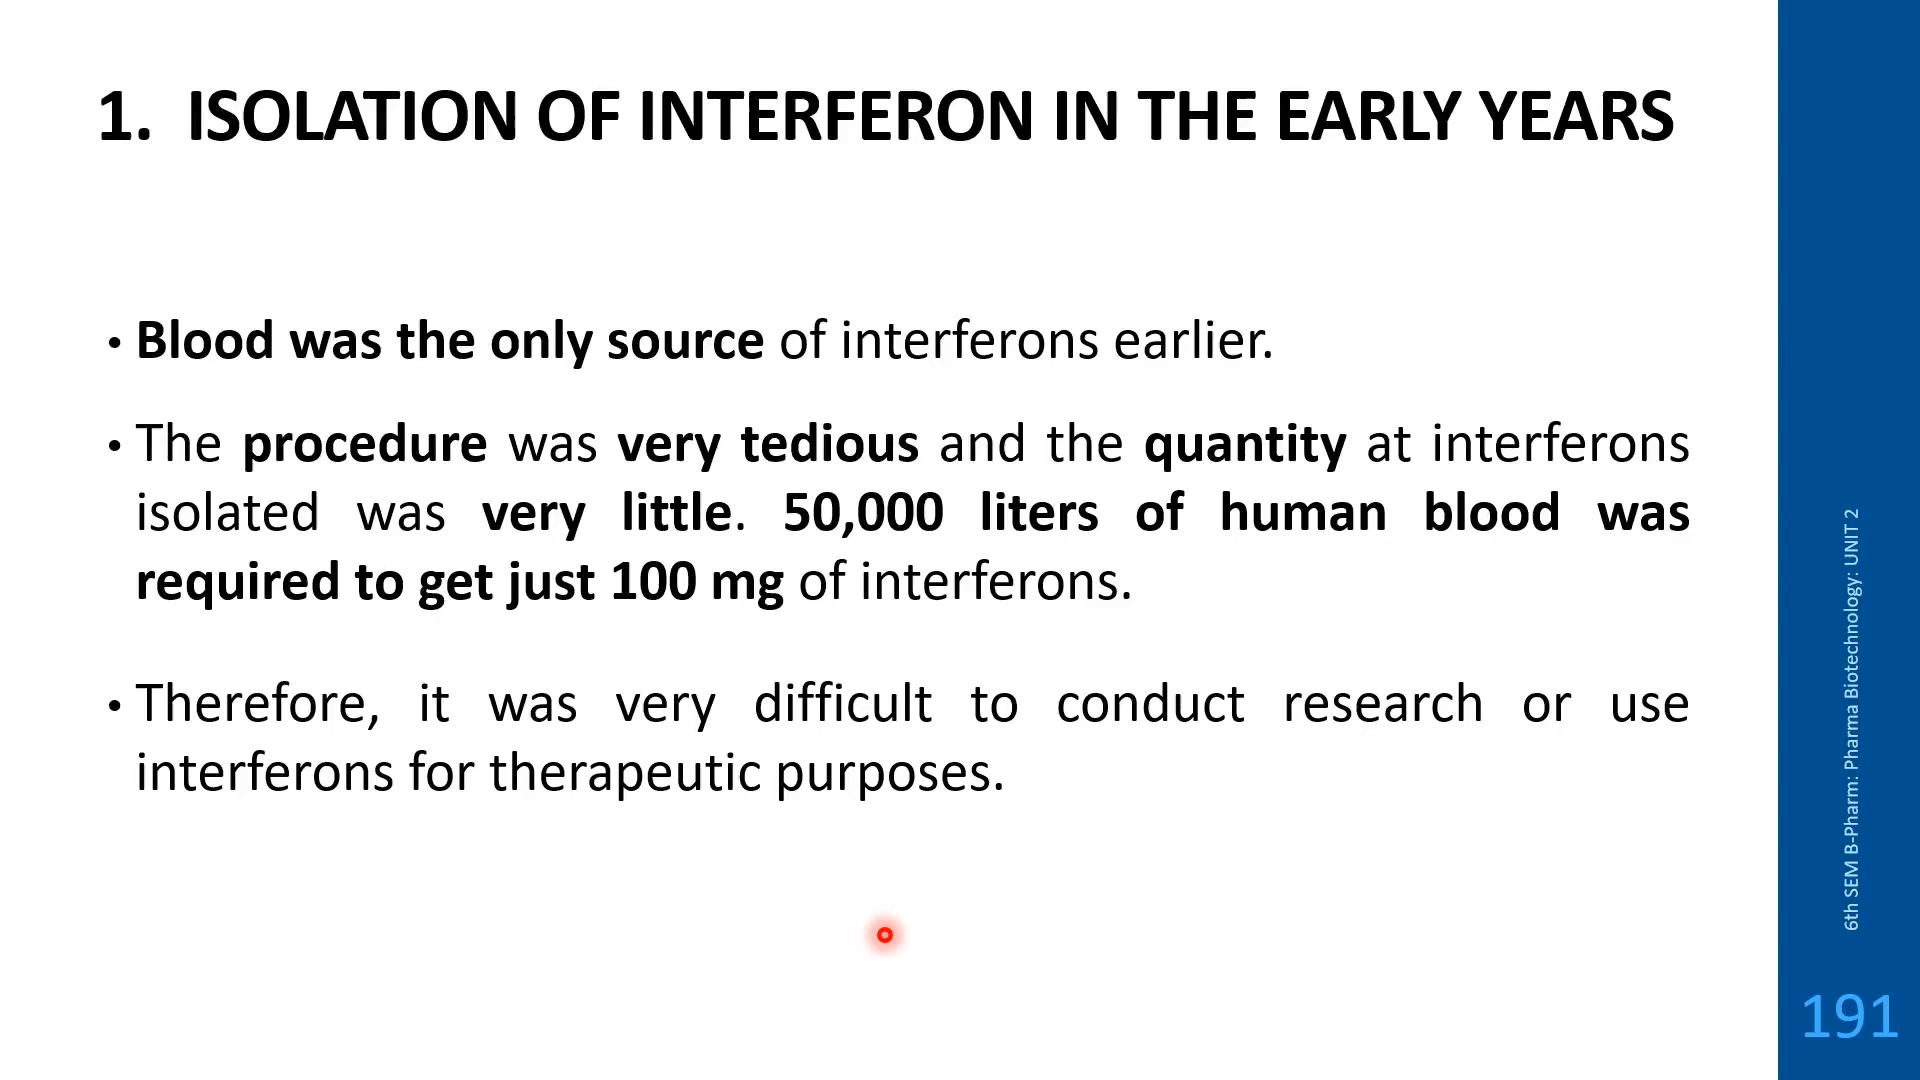 1. ISOLATION OF INTERFERON IN THE EARLY YEARS
• Blood was the only source of interferons earlier.
• The procedure was very tedious and the quantity at interferons
isolated was very little. 50,000 liters of human blood was
required to get just 100 mg of interferons.
• Therefore, it was very difficult to conduct research or use
interferons for therapeutic purposes.
6th SEM B-Pharm: Pharma Biotechnology: UNIT 2
191